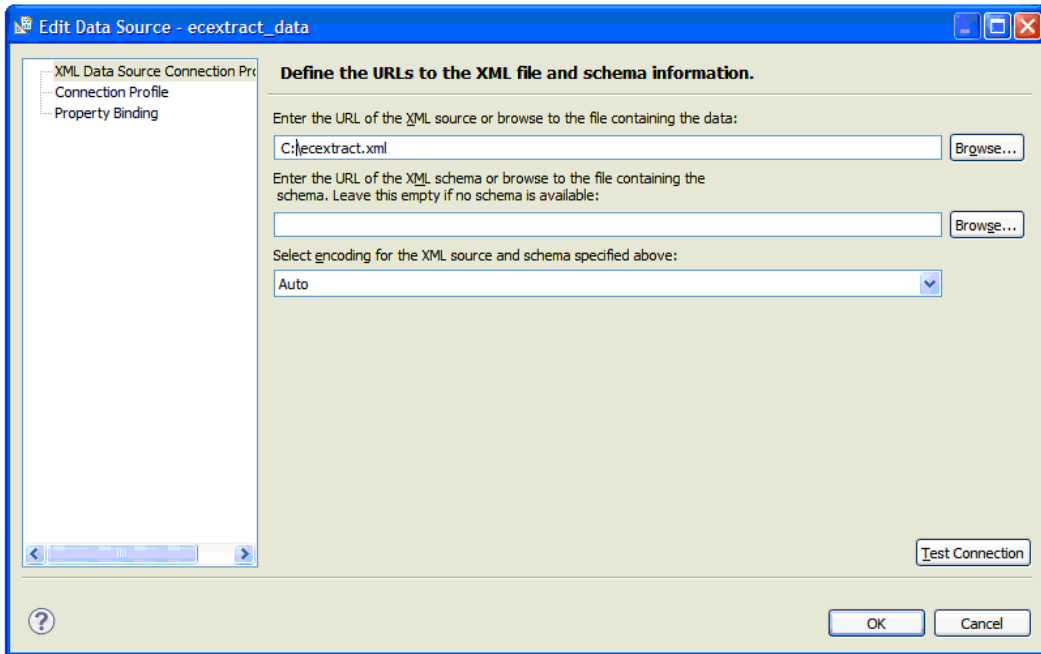 Edit Data Source - ecextract_data
XML Data Source Connection Pr
Connection Profile
Property Binding
Define the URLs to the XML file and schema information.
Enter the URL of the XML source or browse to the file containing the data:
C:\ecextract.xml
Browse...
Enter the URL of the XML schema or browse to the file containing the
schema. Leave this empty if no schema is available:
Browse...
Select encoding for the XML source and schema specified above:
Auto
Test Connection
?
OK
Cancel